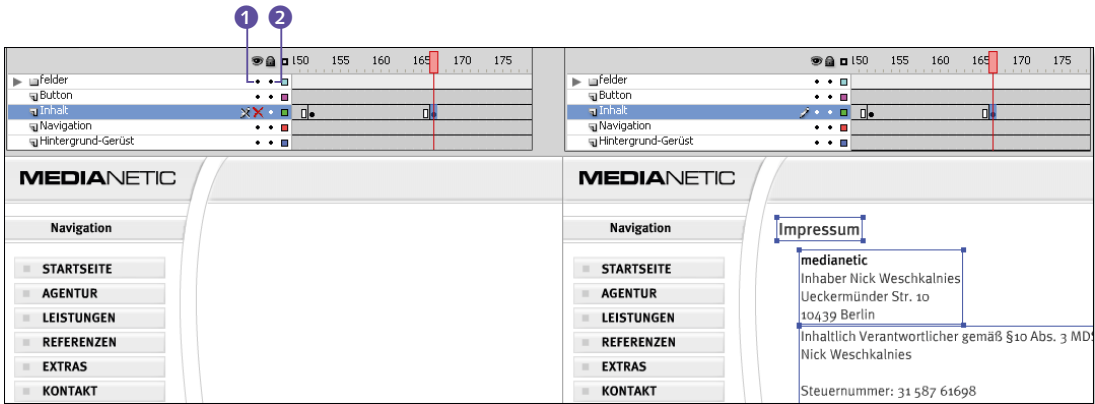 1 2
150 155 160 165 170 175
felder
Button
Inhalt
Navigation
Hintergrund-Gerüst
MEDIANETIC
Navigation
STARTSEITE
AGENTUR
LEISTUNGEN
REFERENZEN
EXTRAS
KONTAKT
150 155 160 165 170 175
felder
Button
Inhalt
Navigation
Hintergrund-Gerüst
MEDIANETIC
Navigation
STARTSEITE
AGENTUR
LEISTUNGEN
REFERENZEN
EXTRAS
KONTAKT
Impressum
medianetic
Inhaber Nick Weschkalnies
Ueckermünder Str. 10
10439 Berlin
Inhaltlich Verantwortlicher gemäß §10 Abs. 3 MDS
Nick Weschkalnies
Steuernummer: 31 587 61698